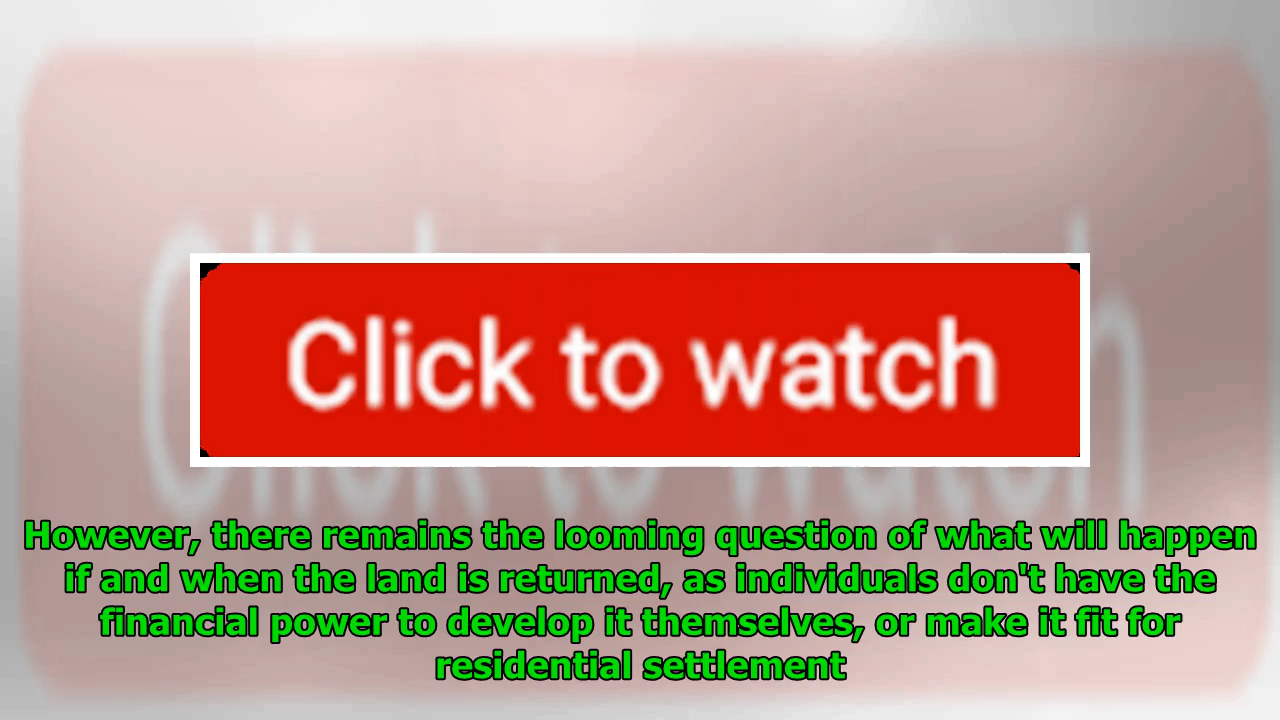 Click to watch
However, there remains the looming question of what will happen
if and when the land is returned, as individuals don't have the
financial power to develop it themselves, or make it fit for
residential settlement